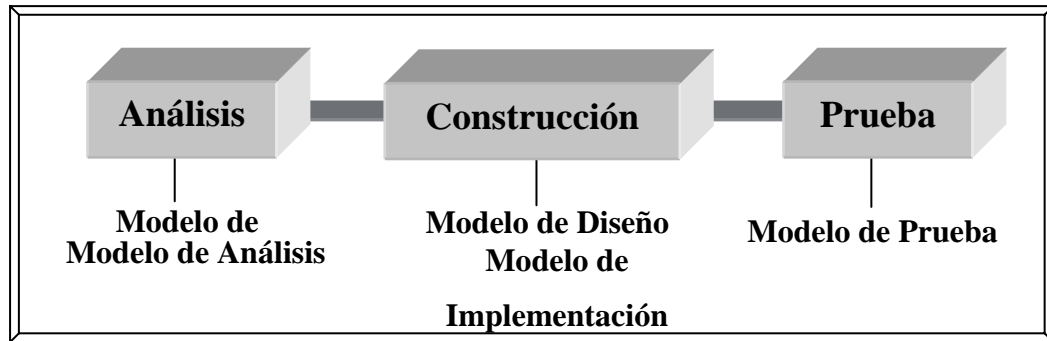 Análisis
Construcción
Prueba
Modelo de
Modelo de Análisis
Modelo de Diseño
Modelo de
Implementación
Modelo de Prueba